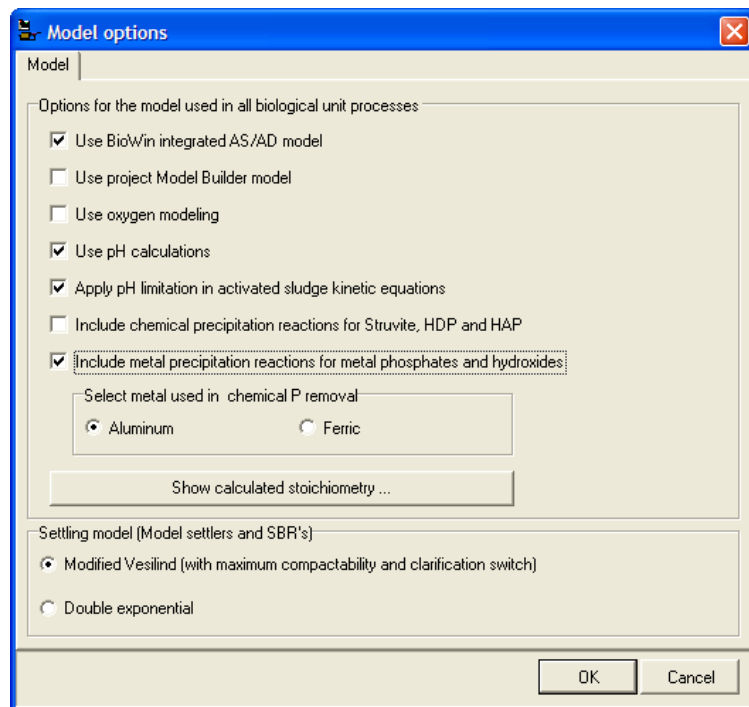 Model options
Model
Options for the model used in all biological unit processes
Use BioWin integrated AS/AD model
Use project Model Builder model
Use oxygen modeling
Use pH calculations
Apply pH limitation in activated sludge kinetic equations
Include chemical precipitation reactions for Struvite, HDP and HAP
Include metal precipitation reactions for metal phosphates and hydroxides
Select metal used in chemical P removal
Aluminum Ferric
Show calculated stoichiometry ...
Settling model (Model settlers and SBR's)
Modified Vesilind (with maximum compactability and clarification switch)
Double exponential
OK Cancel